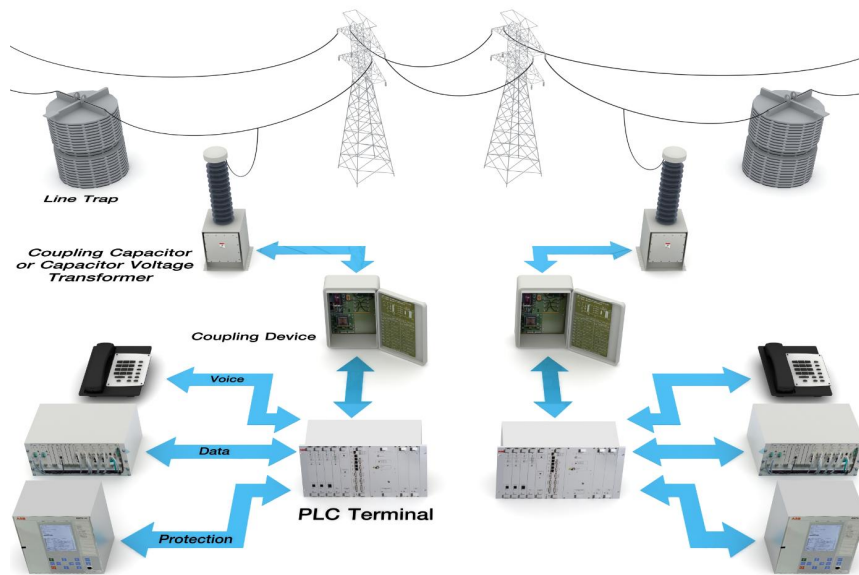 Line Trap
Coupling Capacitor
or Capacitor Voltage
Transformer
Coupling Device
Voice
Data
PLC Terminal
Protection